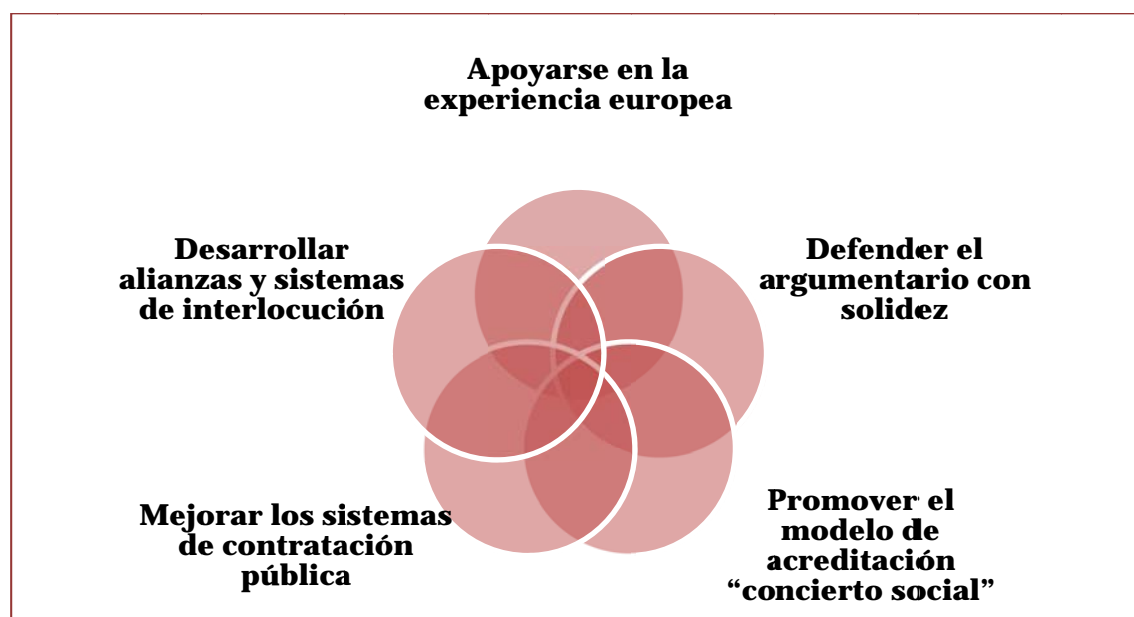 Apoyarse en la
experiencia europea
Defender el
argumentario con
solidez
Promover el
modelo de
acreditación
“concierto social”
Mejorar los sistemas
de contratación
pública
Desarrollar
alianzas y sistemas
de interlocución